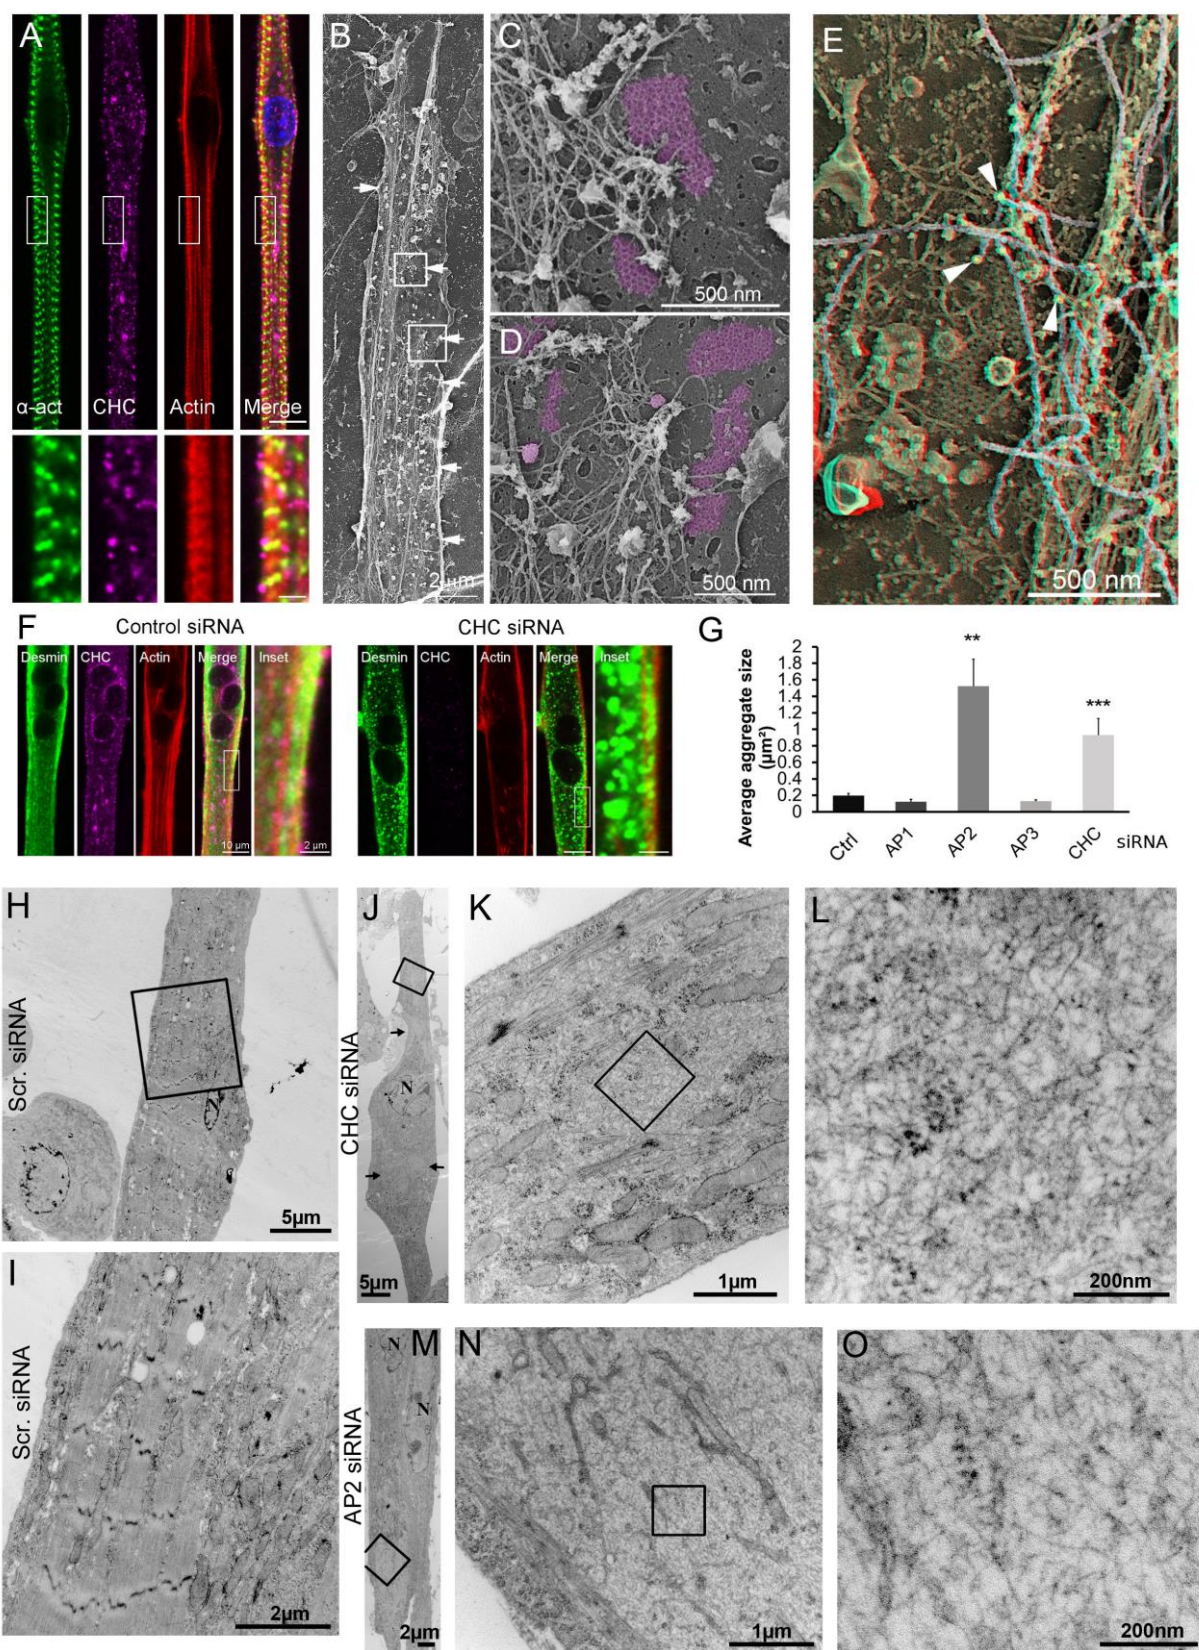 A
α-act CHC Actin Merge
B
2 µm
C
500 nm
D
500 nm
E
500 nm
F
Control siRNA
Desmin CHC Actin Merge Inset
10 µm 2 µm
CHC siRNA
Desmin CHC Actin Merge Inset
G
Average aggregate size
(µm²)
2
1.8
1.6
1.4
1.2
1
0.8
0.6
0.4
0.2
0
**
***
Ctrl AP1 AP2 AP3 CHC siRNA
H
Scr. siRNA
N
5µm
I
Scr. siRNA
2µm
J
CHC siRNA
N
5µm
K
1µm
L
200nm
M
AP2 siRNA
N
N
2µm
N
1µm
O
200nm